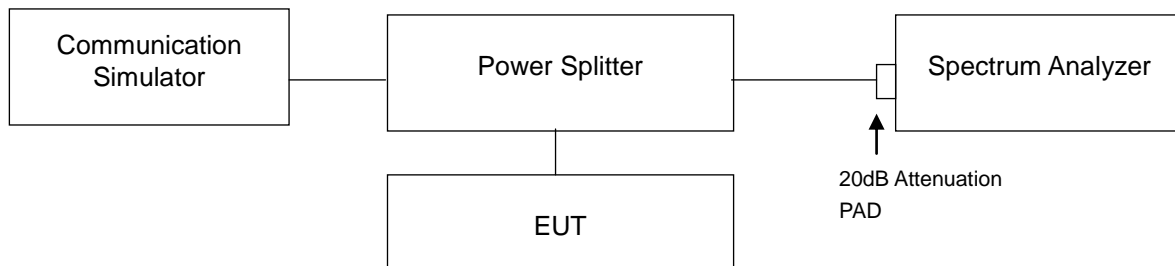 Communication
Simulator
Power Splitter
Spectrum Analyzer
20dB Attenuation
PAD
EUT